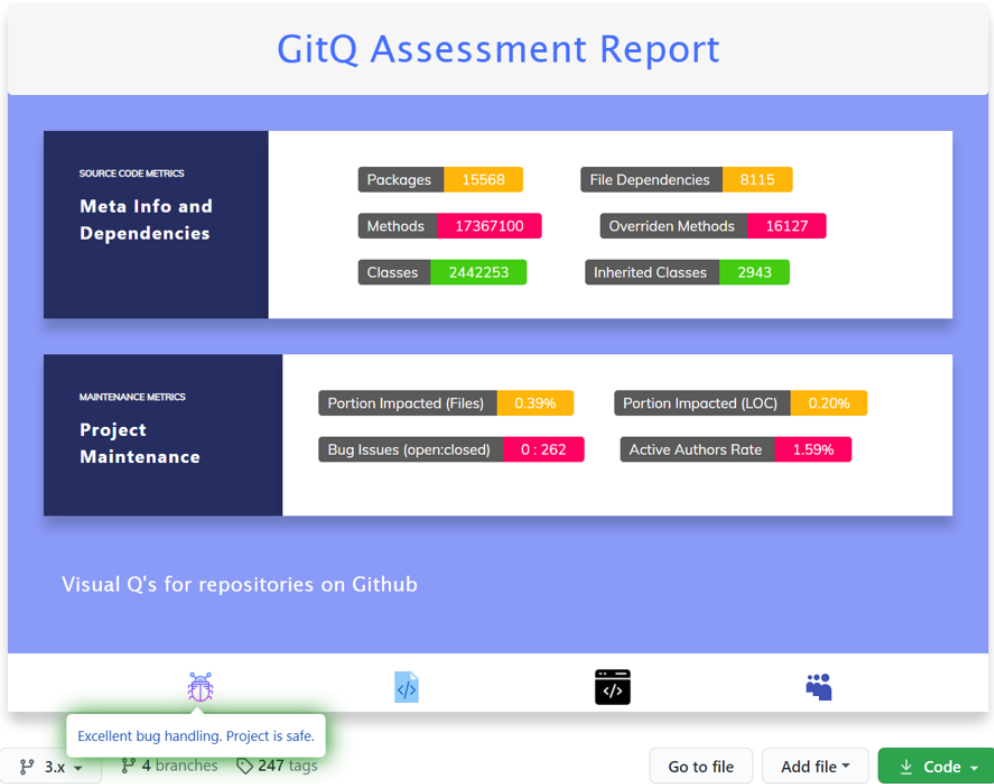 GitQ Assessment Report
SOURCE CODE METRICS
Meta Info and
Dependencies
Packages 15568
File Dependencies 8115
Methods 17367100
Overriden Methods 16127
Classes 2442253
Inherited Classes 2943
MAINTENANCE METRICS
Project
Maintenance
Portion Impacted (Files) 0.39%
Portion Impacted (LOC) 0.20%
Bug Issues (open:closed) 0 : 262
Active Authors Rate 1.59%
Visual Q's for repositories on Github
</> </>
Excellent bug handling. Project is safe.
3.x 4 branches 247 tags Go to file Add file Code